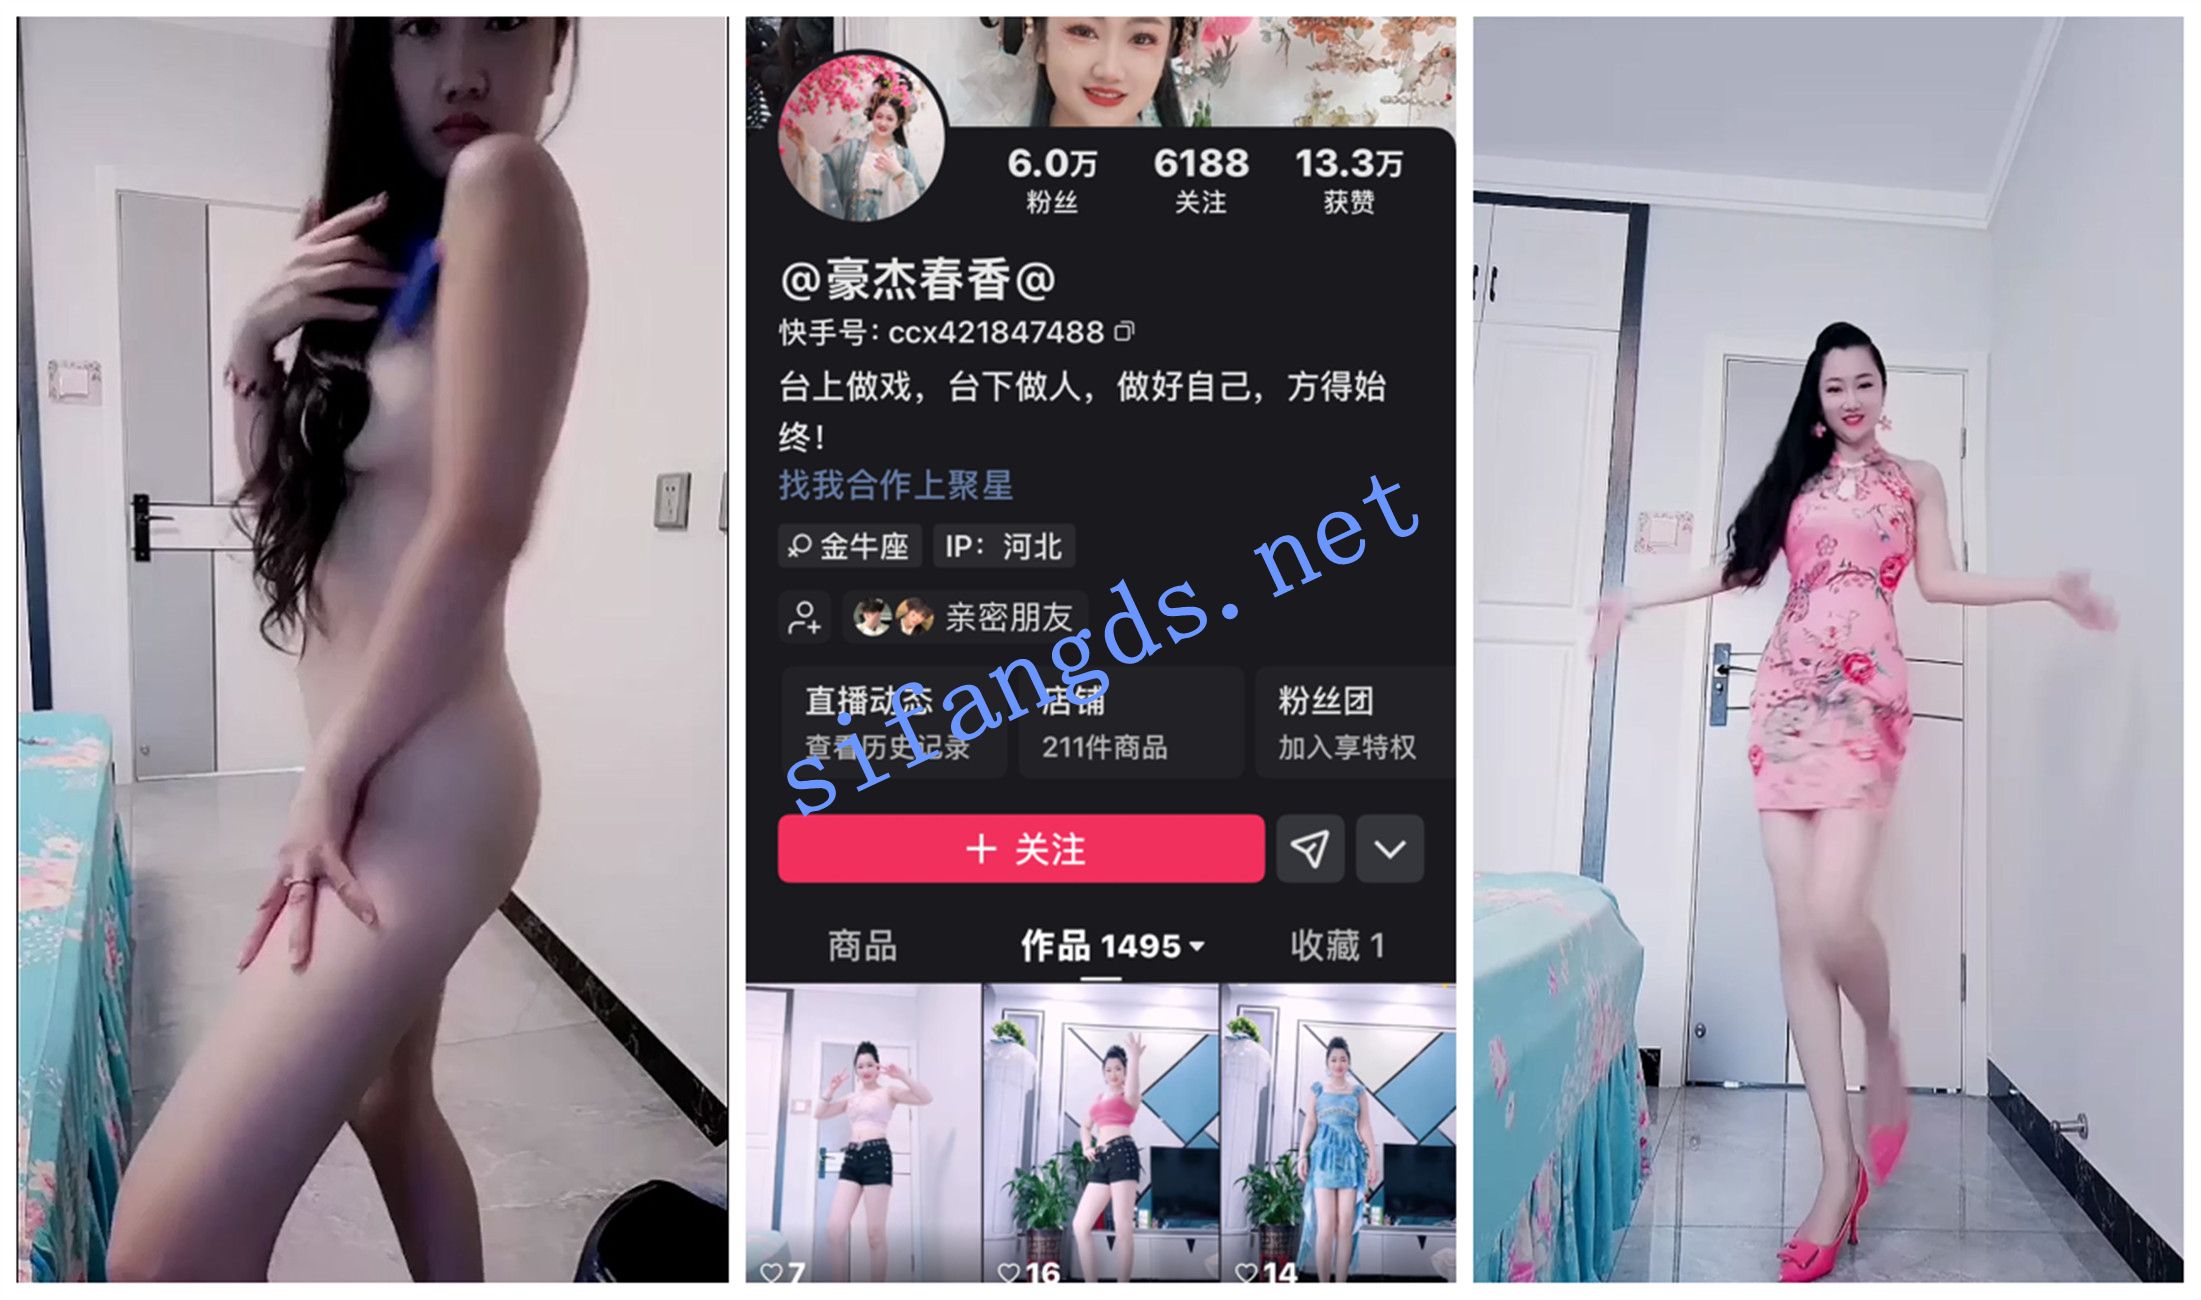 6.0万 6188 13.3万
粉丝 关注 获赞
@豪杰春香@
快手号: ccx421847488
台上做戏，台下做人，做好自己，方得始
终！
找我合作上聚星
金牛座 IP：河北
亲密朋友
直播动态 店铺 粉丝团
查看历史记录 211件商品 加入享特权
sifangds.net
+ 关注
商品 作品 1495 收藏 1
7 16 14